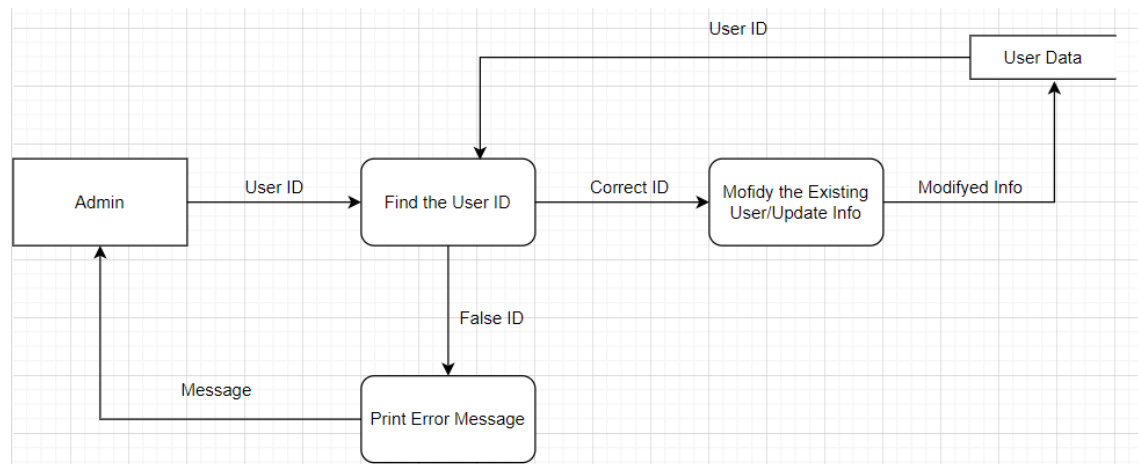 User ID
User Data
Admin
User ID
Find the User ID
Correct ID
Mofidy the Existing
User/Update Info
Modifyed Info
False ID
Message
Print Error Message